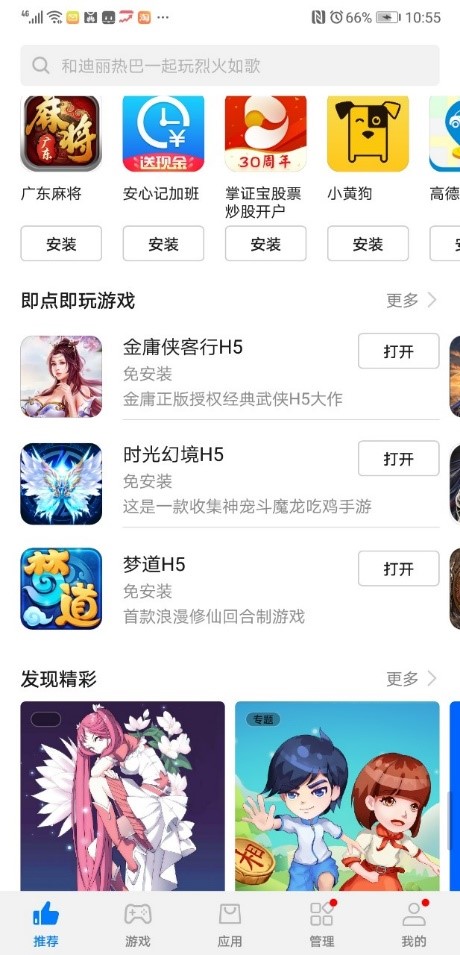 4G 66% 10:55
和迪丽热巴一起玩烈火如歌
麻将
广东
¥
送现金
30周年
广东麻将
安心记加班
掌证宝股票
炒股开户
小黄狗
高德
安装
安装
安装
安装
即点即玩游戏
更多
金庸侠客行H5
免安装
金庸正版授权经典武侠H5大作
打开
时光幻境H5
免安装
这是一款收集神宠斗魔龙吃鸡手游
打开
梦道
梦道H5
免安装
首款浪漫修仙回合制游戏
打开
发现精彩
更多
专题
相
推荐
游戏
应用
管理
我的